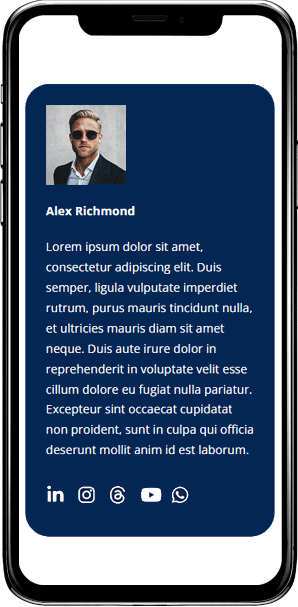 Alex Richmond
Lorem ipsum dolor sit amet,
consectetur adipiscing elit. Duis
semper, ligula vulputate imperdiet
rutrum, purus mauris tincidunt nulla,
et ultricies mauris diam sit amet
neque. Duis aute irure dolor in
reprehenderit in voluptate velit esse
cillum dolore eu fugiat nulla pariatur.
Excepteur sint occaecat cupidatat
non proident, sunt in culpa qui officia
deserunt mollit anim id est laborum.
in